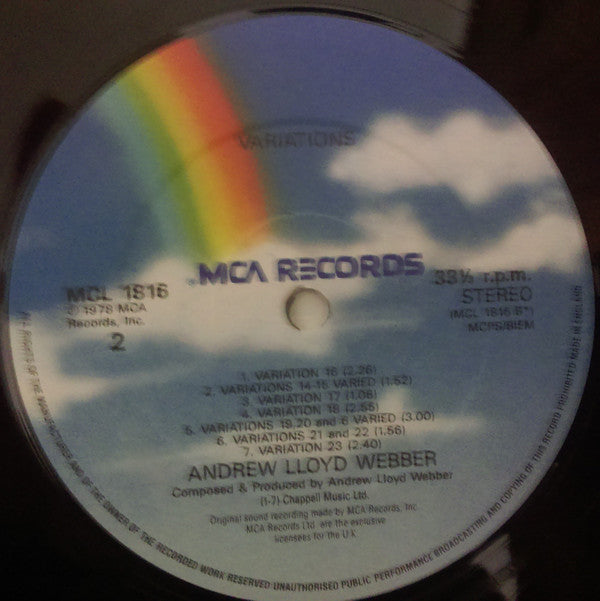 VARIATIONS
®MCA RECORDS
MCL 1816
℗ 1978 MCA
Records, Inc.
2
33⅓ r.p.m.
STEREO
(MCL 1816 B*)
MCPS/BIEM
1. VARIATION 16 (2.26)
2. VARIATIONS 14-15 VARIED (1.52)
3. VARIATION 17 (1.06)
4. VARIATION 18 (2.55)
5. VARIATIONS 19,20 and 6 VARIED (3.00)
6. VARIATIONS 21 and 22 (1.56)
7. VARIATION 23 (2.40)
ANDREW LLOYD WEBBER
Composed & Produced by Andrew Lloyd Webber
(1-7) Chappell Music Ltd.
Original sound recording made by MCA Records, Inc.
MCA Records Ltd. are the exclusive
licensees for the U.K.
ALL RIGHTS OF THE MANUFACTURER AND OF THE OWNER OF THE RECORDED WORK RESERVED UNAUTHORISED PUBLIC PERFORMANCE BROADCASTING AND COPYING OF THIS RECORD PROHIBITED MADE IN ENGLAND